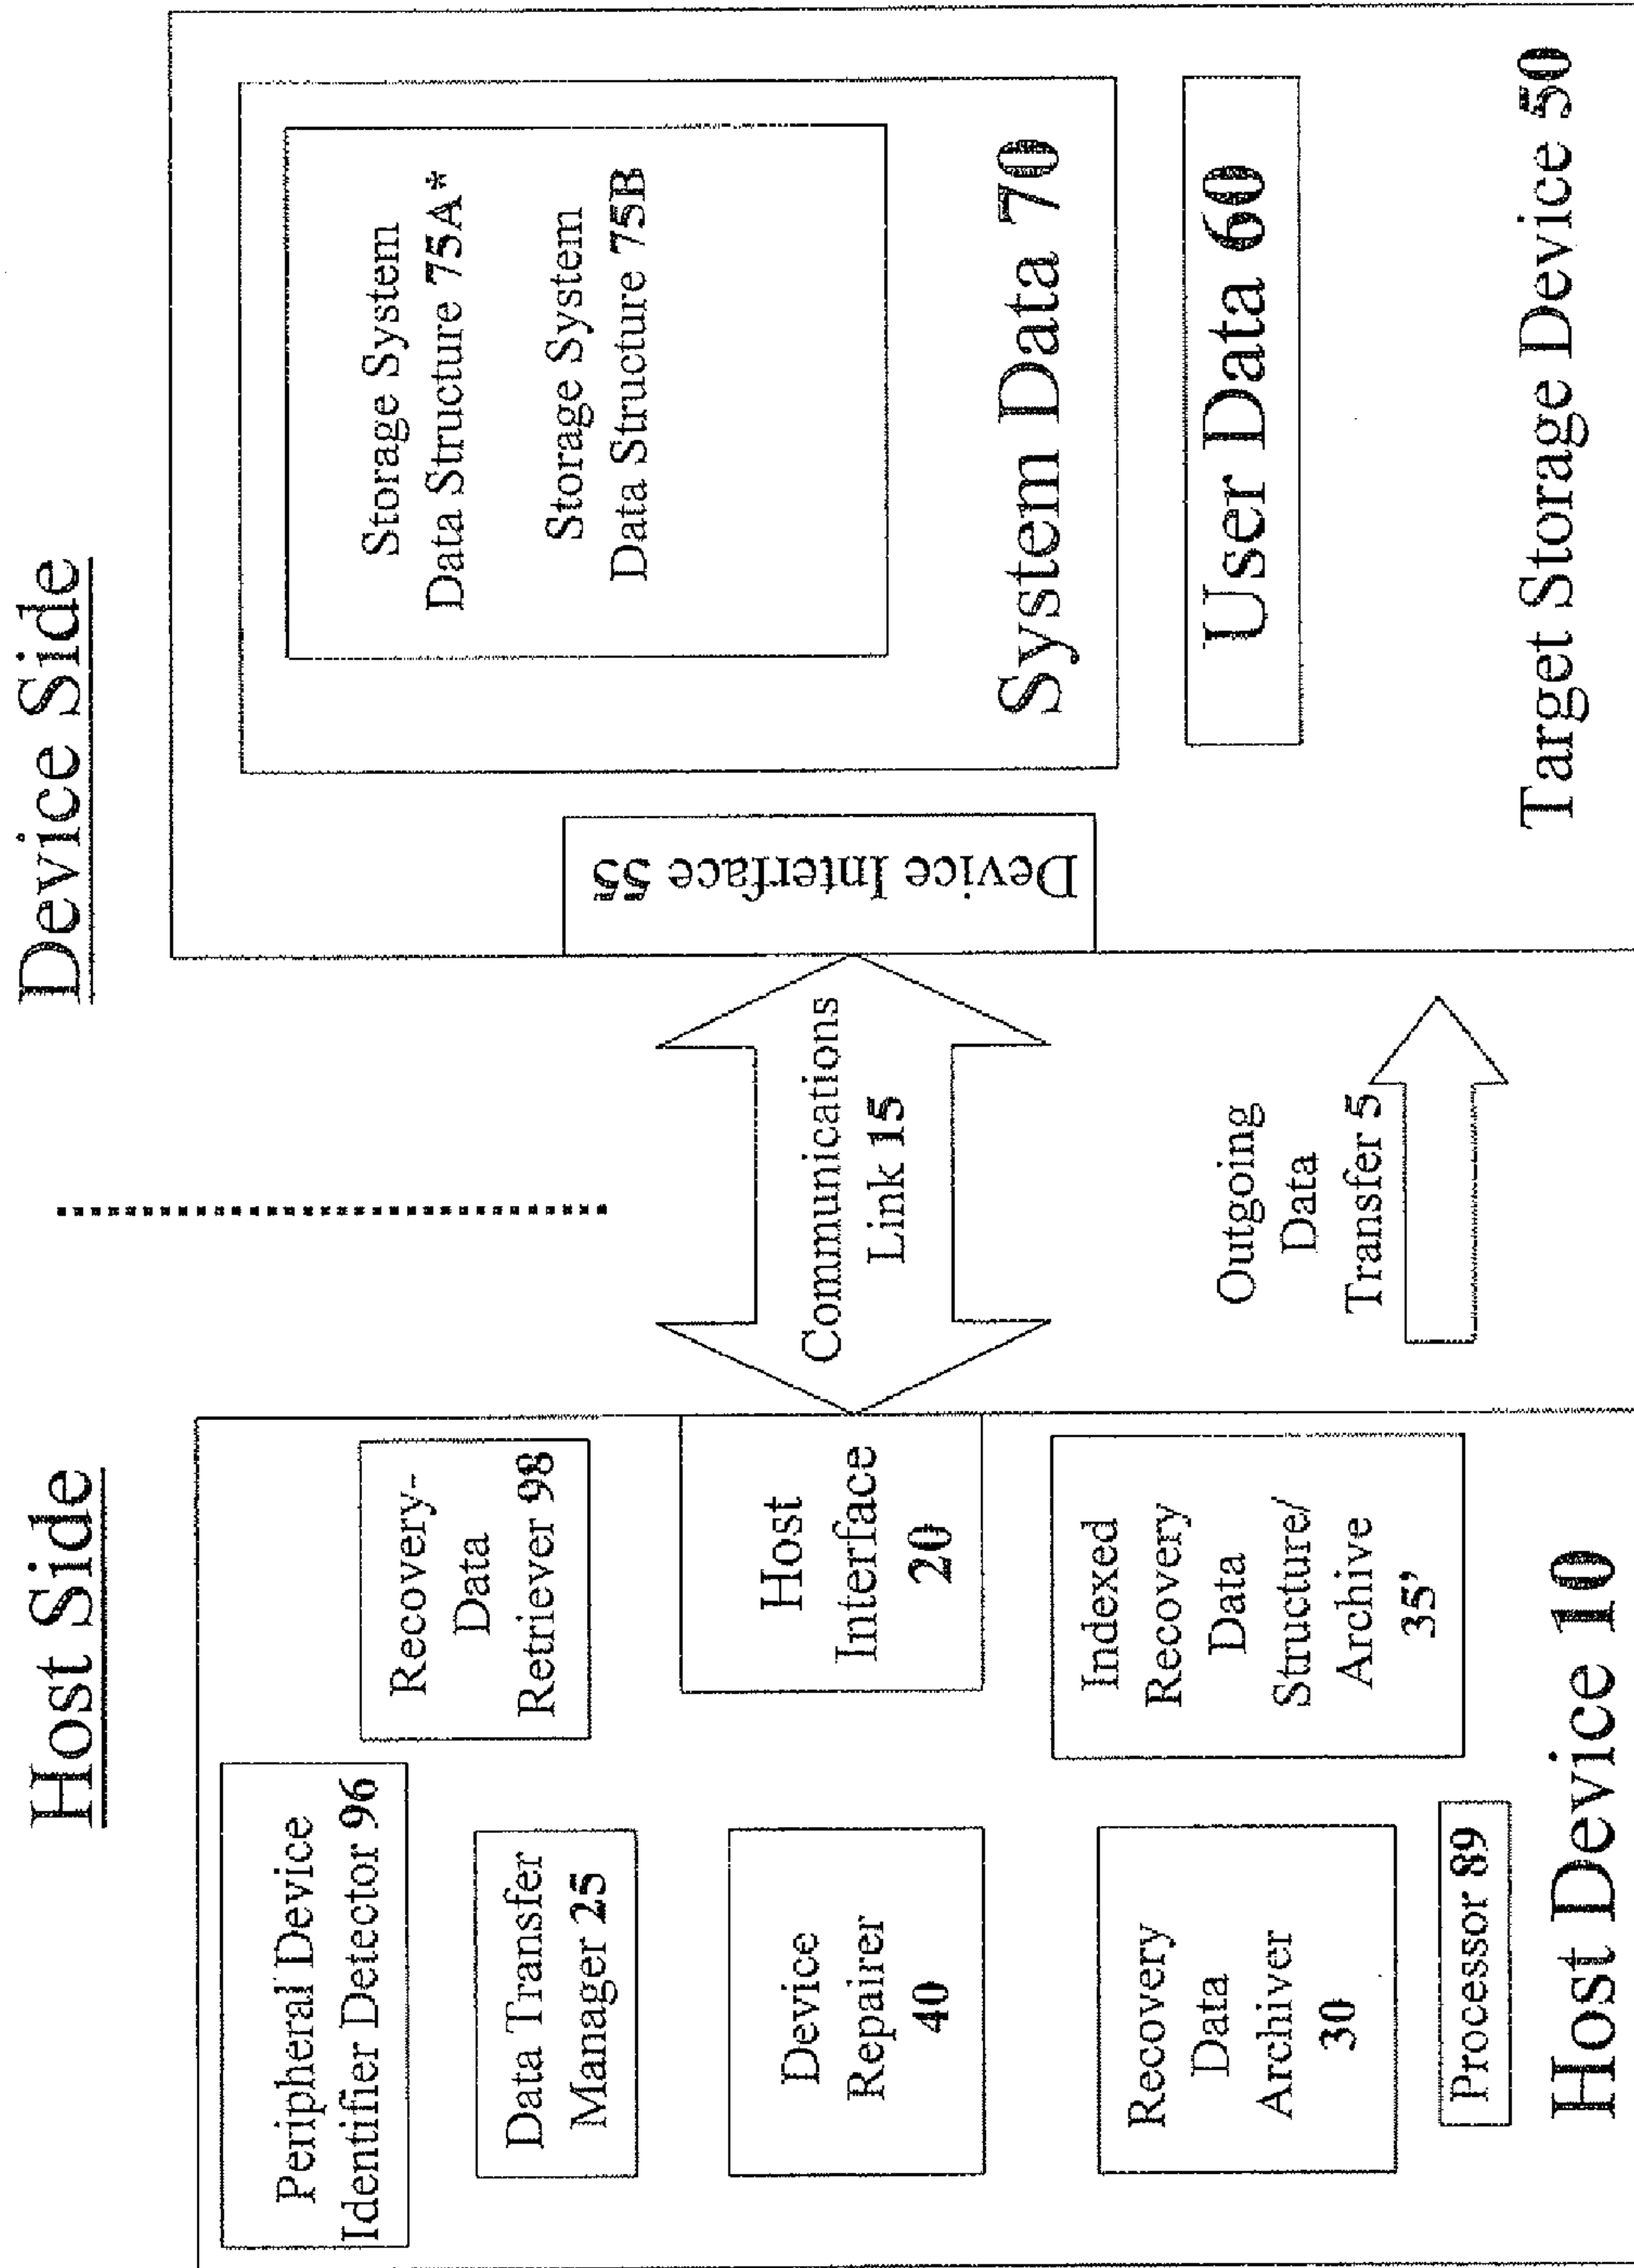 Host Side
Device Side
Peripheral Device
Identifier Detector 96
Recovery-
Data
Retriever 98
Data Transfer
Manager 25
Device
Repairer
40
Host
Interface
20
Recovery
Data
Archiver
30
Indexed
Recovery
Data
Structure/
Archive
35'
Processor 89
Host Device 10
Communications
Link 15
Outgoing
Data
Transfer 5
Device Interface 55
Storage System
Data Structure 75A*
Storage System
Data Structure 75B
System Data 70
User Data 60
Target Storage Device 50